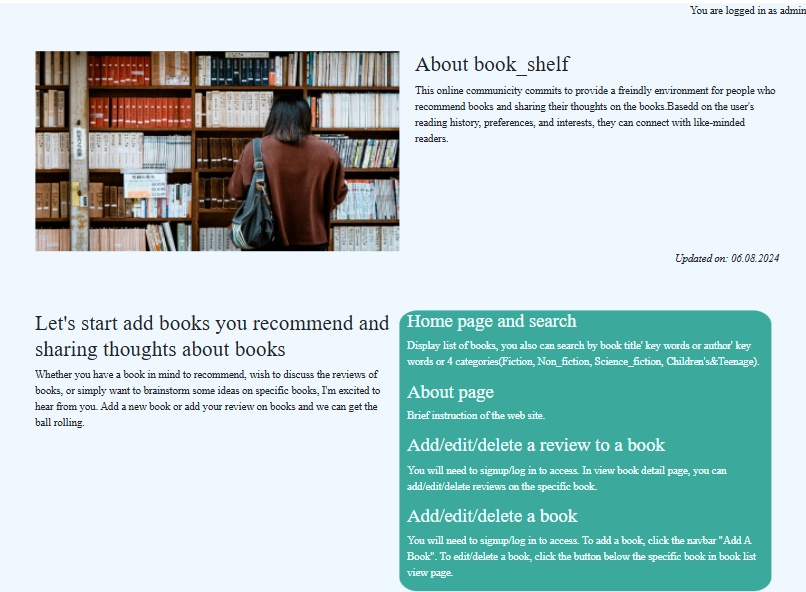 You are logged in as admin
About book_shelf
This online communicity commits to provide a freindly environment for people who
recommend books and sharing their thoughts on the books.Basedd on the user's
reading history, preferences, and interests, they can connect with like-minded
readers.
Updated on: 06.08.2024
Let's start add books you recommend and
sharing thoughts about books
Whether you have a book in mind to recommend, wish to discuss the reviews of
books, or simply want to brainstorm some ideas on specific books, I'm excited to
hear from you. Add a new book or add your review on books and we can get the
ball rolling.
Home page and search
Display list of books, you also can search by book title' key words or author' key
words or 4 categories(Fiction, Non_fiction, Science_fiction, Children's&Teenage).
About page
Brief instruction of the web site.
Add/edit/delete a review to a book
You will need to signup/log in to access. In view book detail page, you can
add/edit/delete reviews on the specific book.
Add/edit/delete a book
You will need to signup/log in to access. To add a book, click the navbar "Add A
Book". To edit/delete a book, click the button below the specific book in book list
view page.